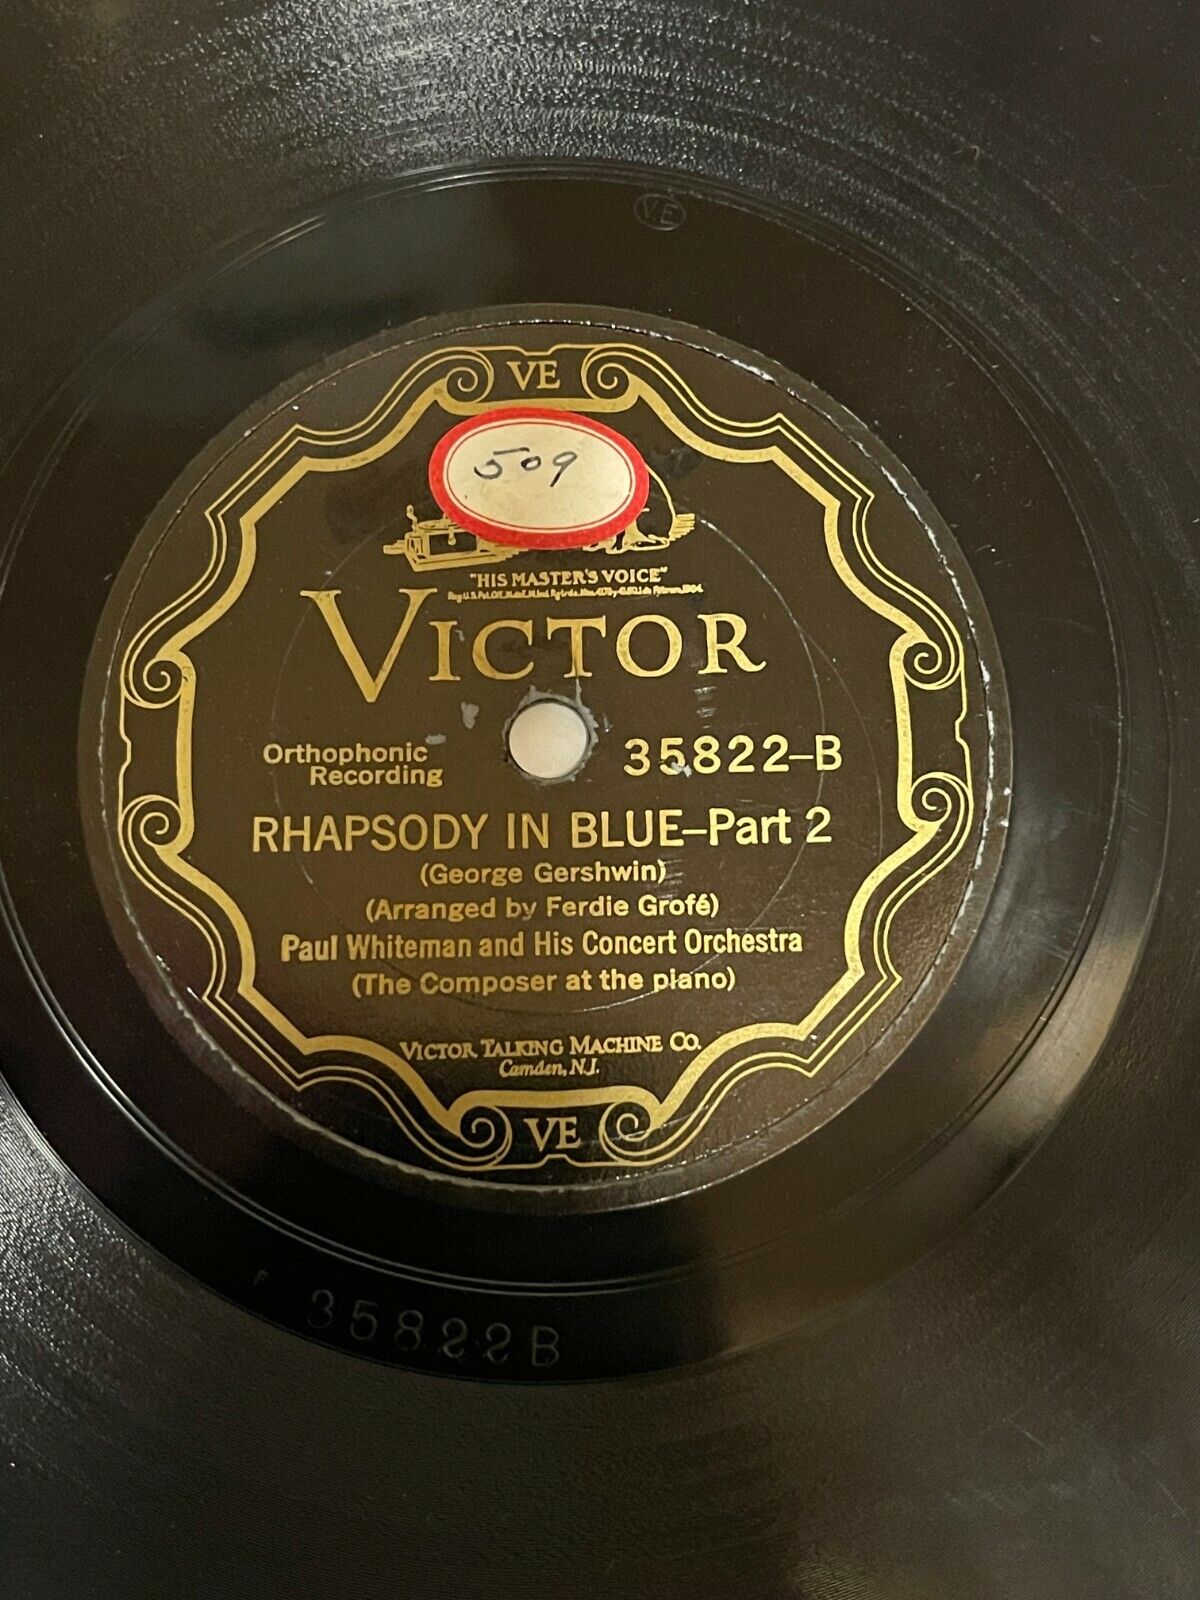 VE
VE
509
"HIS MASTER'S VOICE"
VICTOR
Orthophonic
Recording
35822-B
RHAPSODY IN BLUE-Part 2
(George Gershwin)
(Arranged by Ferdie Grofé)
Paul Whiteman and His Concert Orchestra
(The Composer at the piano)
VICTOR TALKING MACHINE CO.
Camden, N.J.
VE
F 35822B